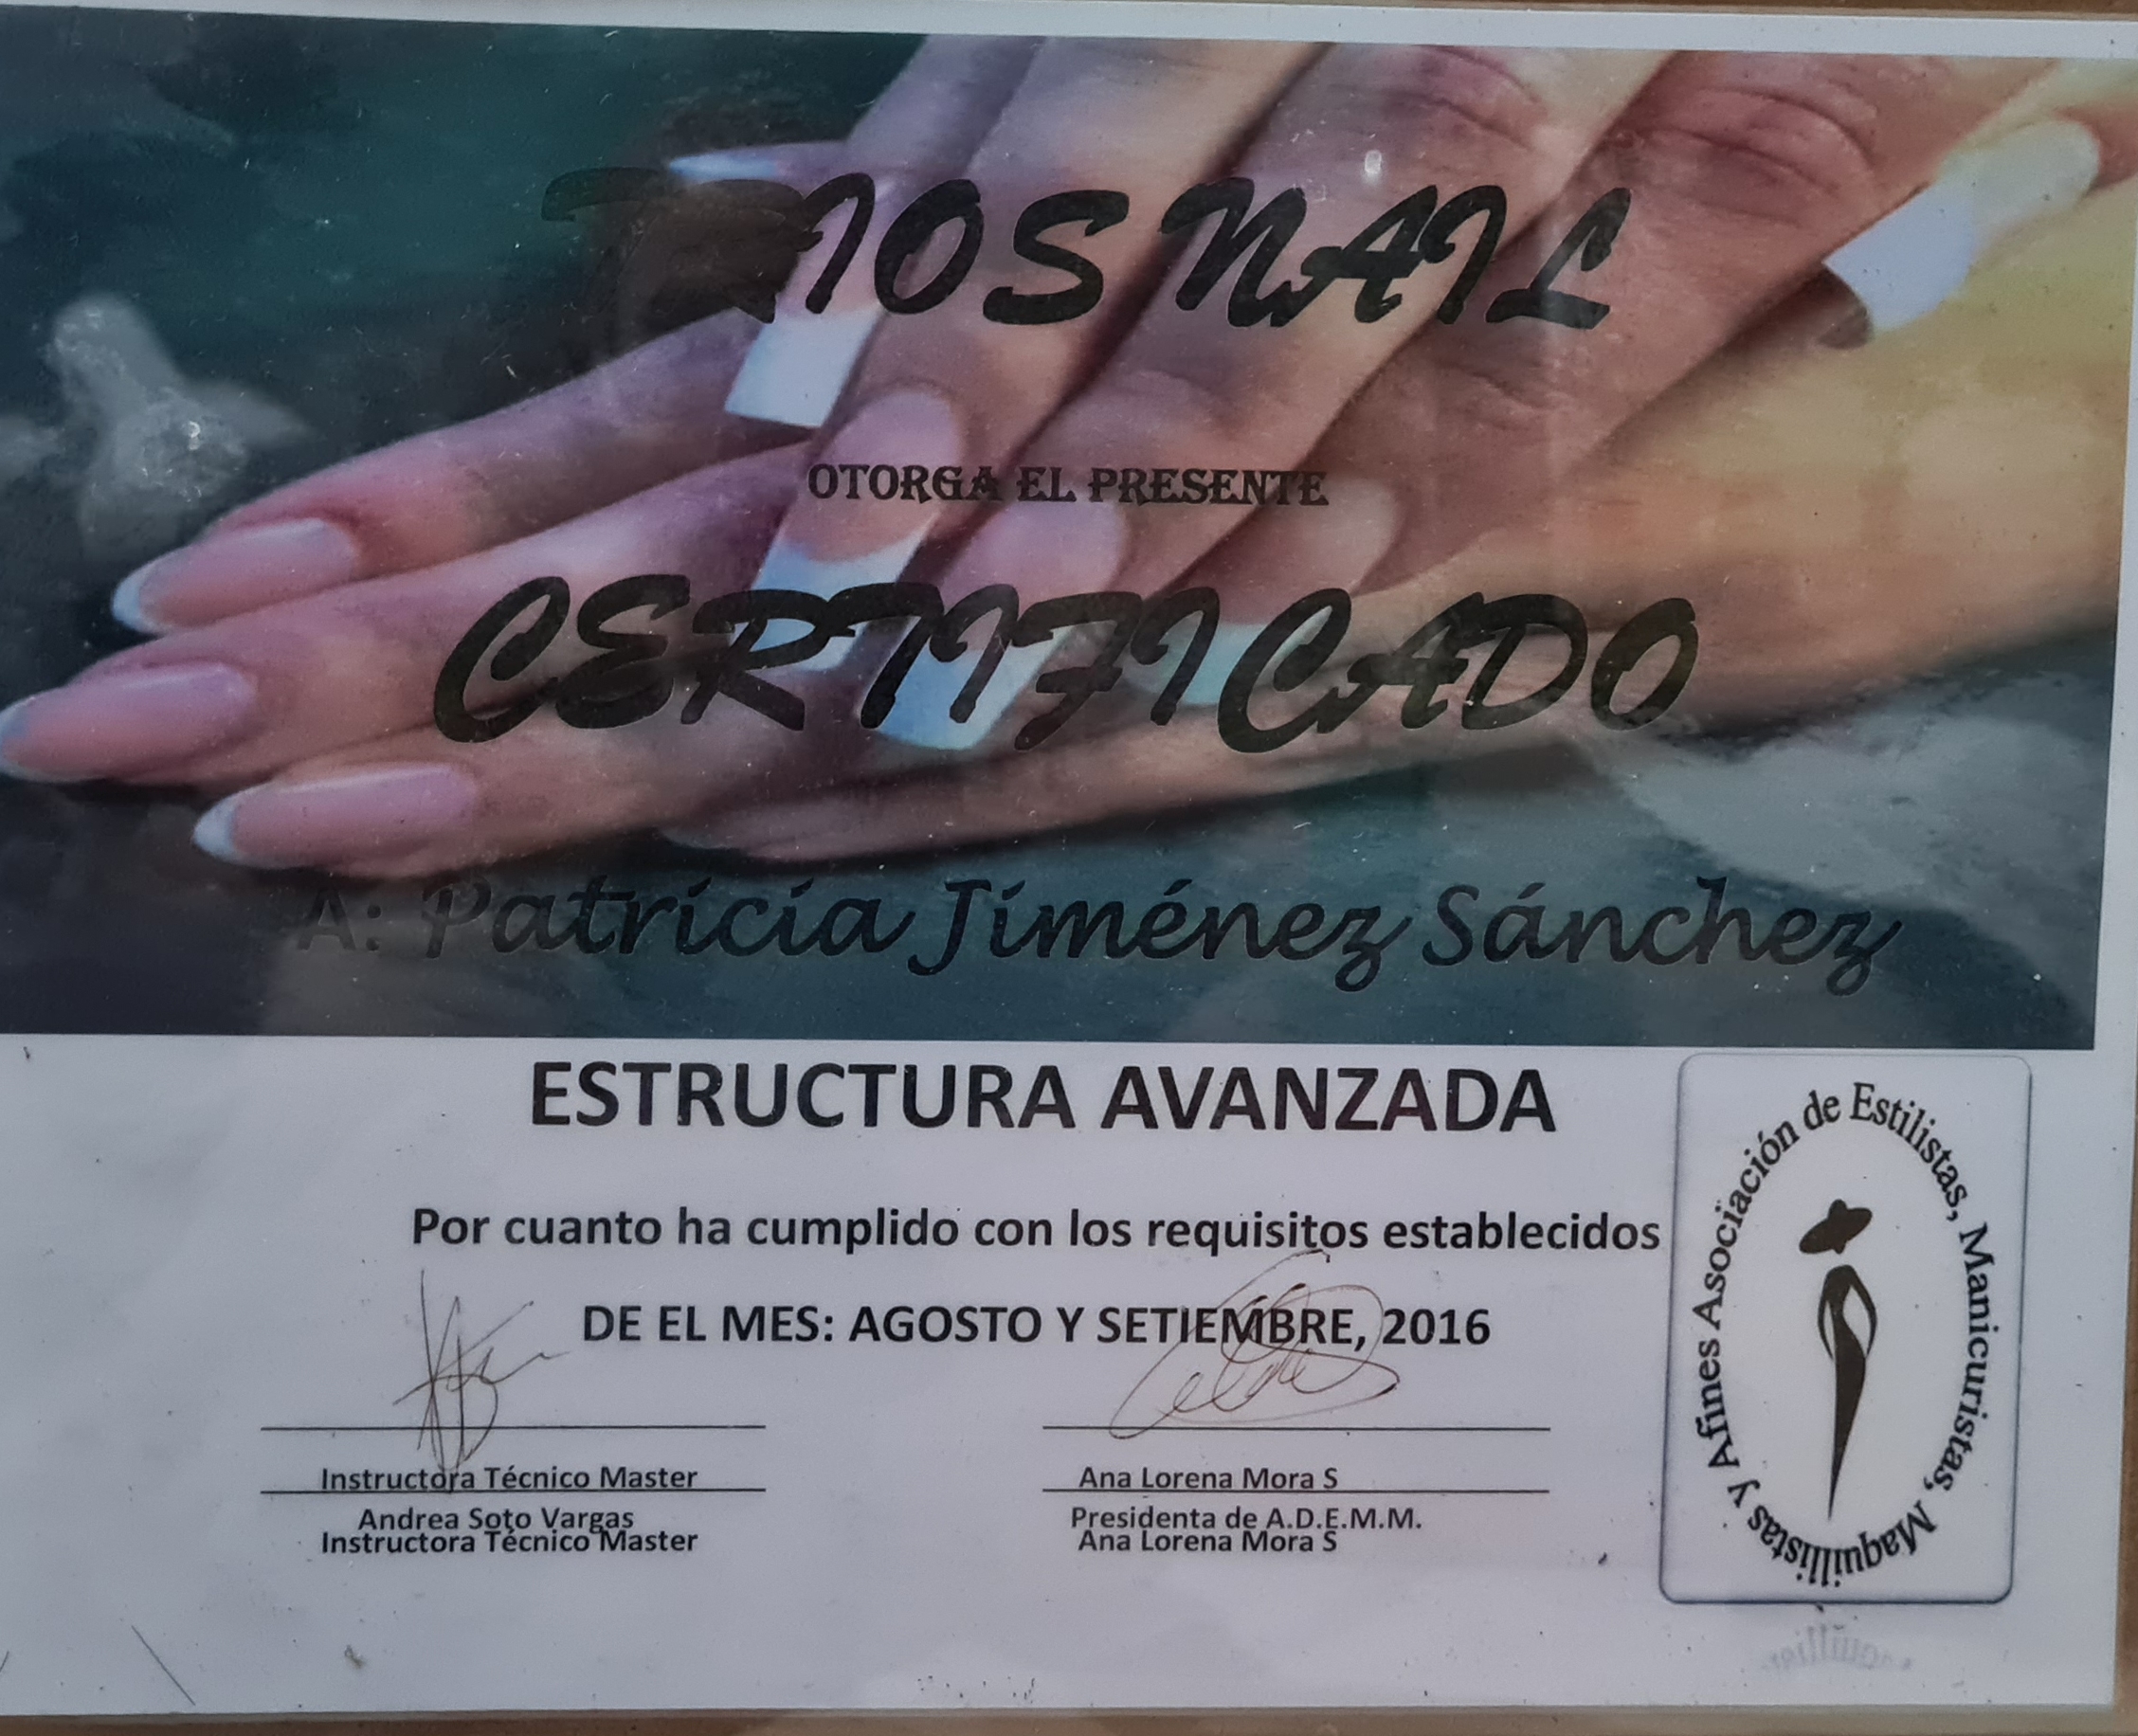 TRIOS NAIL
OTORGA EL PRESENTE
CERTIFICADO
A: Patricia Jiménez Sánchez
ESTRUCTURA AVANZADA
Por cuanto ha cumplido con los requisitos establecidos
DE EL MES: AGOSTO Y SETIEMBRE, 2016
Instructora Técnico Master
Andrea Soto Vargas
Instructora Técnico Master
Ana Lorena Mora S
Presidenta de A.D.E.M.M.
Ana Lorena Mora S
Asociación de Estilistas, Manicuristas, Maquillistas y Afines